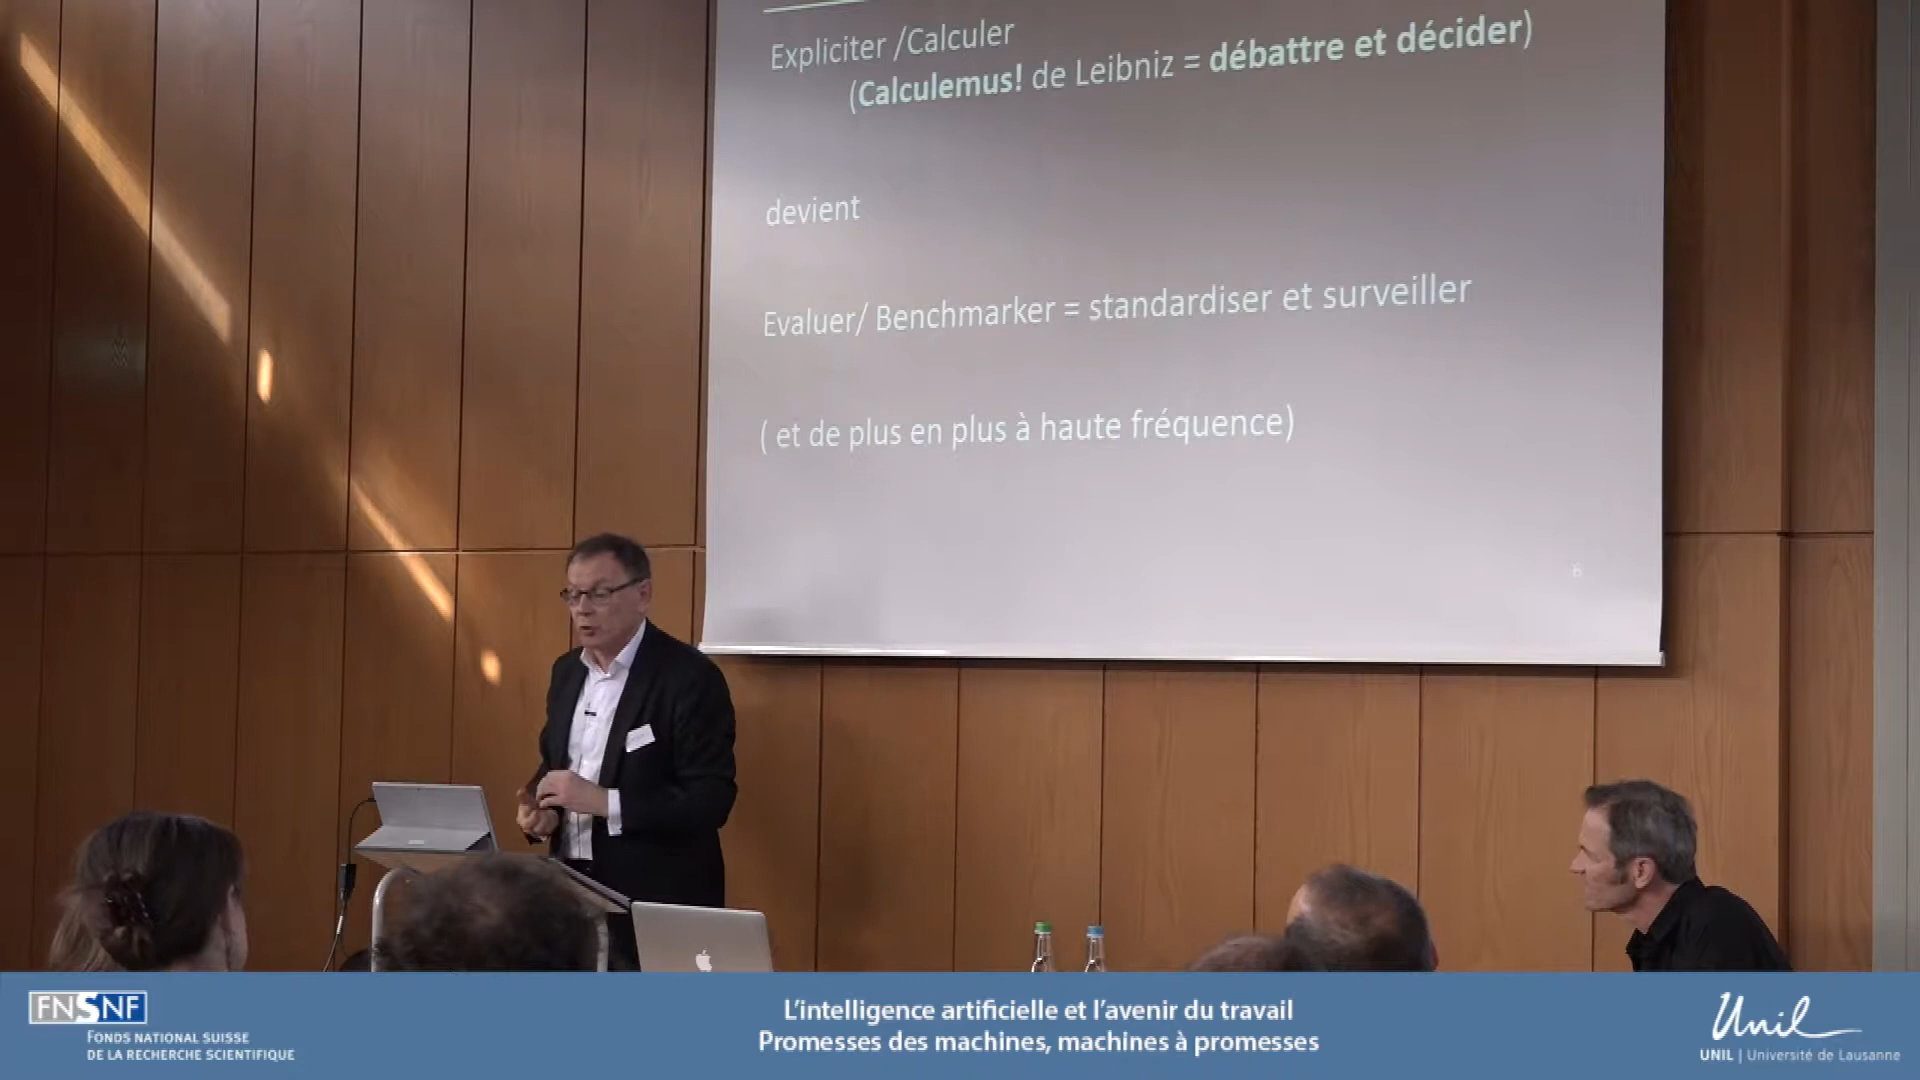 Expliciter /Calculer
(Calculemus! de Leibniz = débattre et décider)
devient
Evaluer/ Benchmarker = standardiser et surveiller
( et de plus en plus à haute fréquence)
6
FNSNF
FONDS NATIONAL SUISSE
DE LA RECHERCHE SCIENTIFIQUE
L'intelligence artificielle et l'avenir du travail
Promesses des machines, machines à promesses
Unil
UNIL | Université de Lausanne